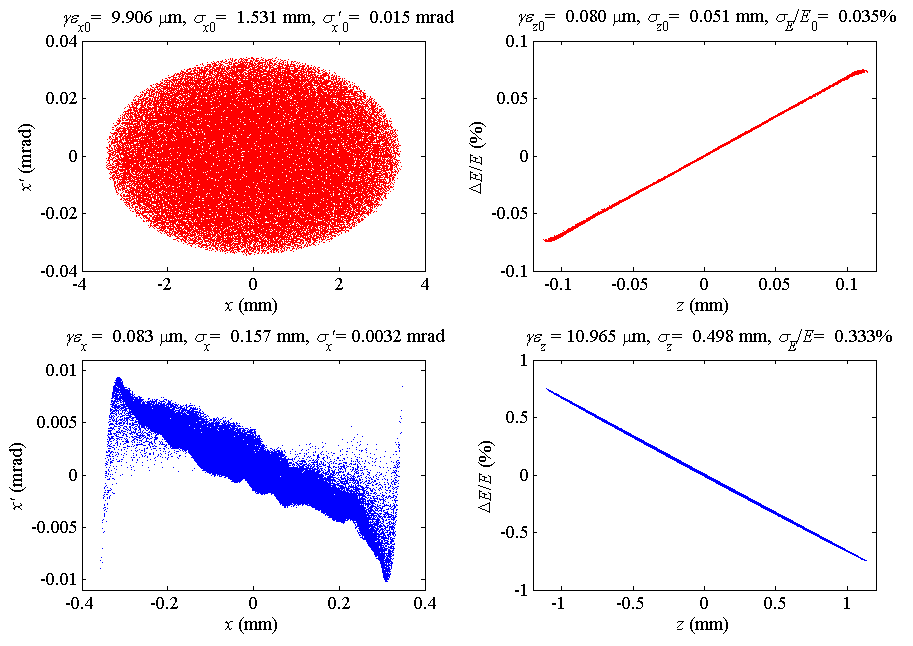 γε_x0 = 9.906 μm, σ_x0 = 1.531 mm, σ_x′0 = 0.015 mrad
0.04
0.02
0
-0.02
-0.04
x′ (mrad)
-4 -2 0 2 4
x (mm)
γε_z0 = 0.080 μm, σ_z0 = 0.051 mm, σ_E/E_0 = 0.035%
0.1
0.05
0
-0.05
-0.1
ΔE/E (%)
-0.1 -0.05 0 0.05 0.1
z (mm)
γε_x = 0.083 μm, σ_x = 0.157 mm, σ_x′ = 0.0032 mrad
0.01
0.005
0
-0.005
-0.01
x′ (mrad)
-0.4 -0.2 0 0.2 0.4
x (mm)
γε_z = 10.965 μm, σ_z = 0.498 mm, σ_E/E = 0.333%
1
0.5
0
-0.5
-1
ΔE/E (%)
-1 -0.5 0 0.5 1
z (mm)